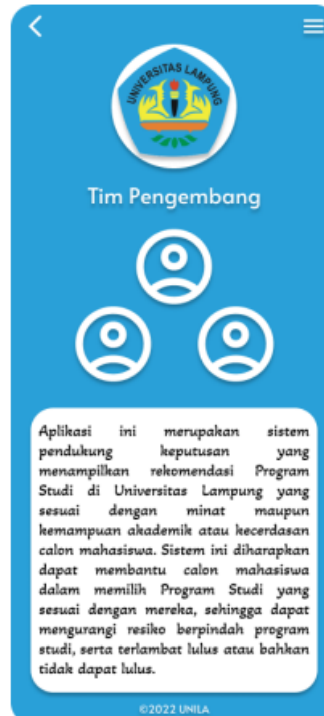 UNIVERSITAS LAMPUNG
Tim Pengembang
Aplikasi ini merupakan sistem
pendukung keputusan yang
menampilkan rekomendasi Program
Studi di Universitas Lampung yang
sesuai dengan minat maupun
kemampuan akademik atau kecerdasan
calon mahasiswa. Sistem ini diharapkan
dapat membantu calon mahasiswa
dalam memilih Program Studi yang
sesuai dengan mereka, sehingga dapat
mengurangi resiko berpindah program
studi, serta terlambat lulus atau bahkan
tidak dapat lulus.
©2022 UNILA